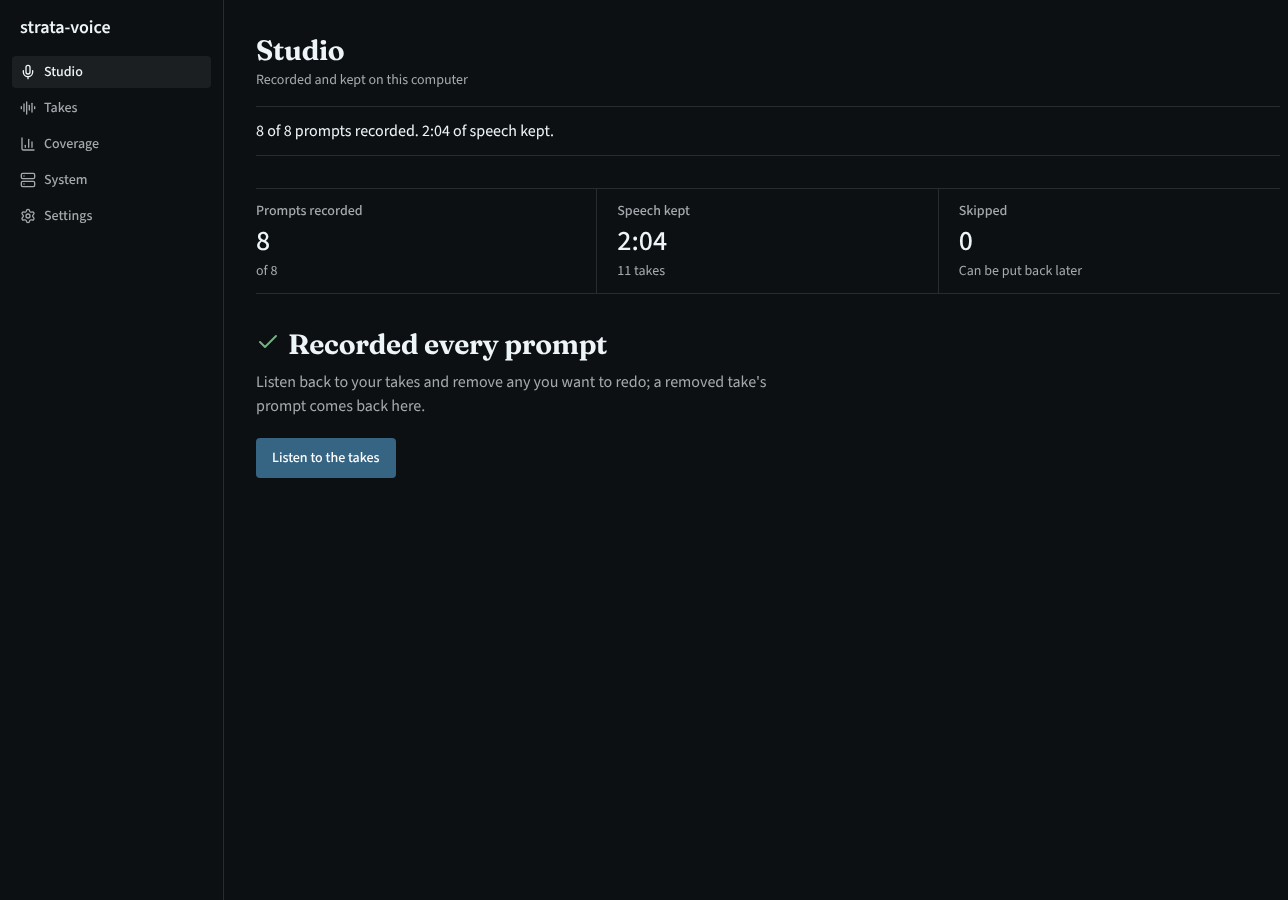 strata-voice
Studio
Takes
Coverage
System
Settings
Studio
Recorded and kept on this computer
8 of 8 prompts recorded. 2:04 of speech kept.
Prompts recorded
8
of 8
Speech kept
2:04
11 takes
Skipped
0
Can be put back later
Recorded every prompt
Listen back to your takes and remove any you want to redo; a removed take's
prompt comes back here.
Listen to the takes